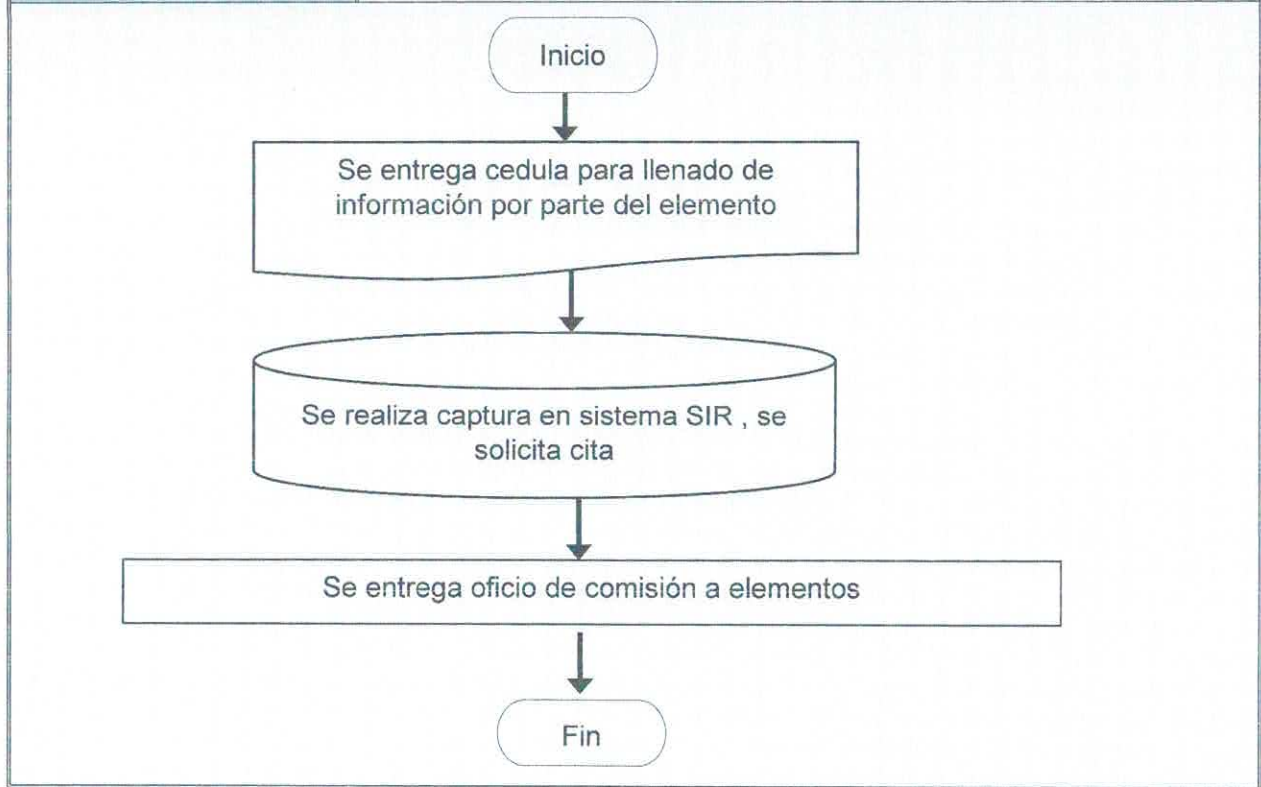 Inicio
Se entrega cedula para llenado de
información por parte del elemento
Se realiza captura en sistema SIR , se
solicita cita
Se entrega oficio de comisión a elementos
Fin